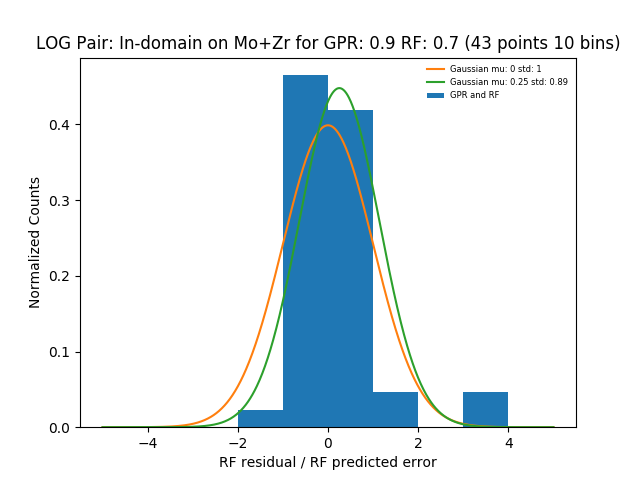 LOG Pair: In-domain on Mo+Zr for GPR: 0.9 RF: 0.7 (43 points 10 bins)
Gaussian mu: 0 std: 1
Gaussian mu: 0.25 std: 0.89
GPR and RF
Normalized Counts
0.4
0.3
0.2
0.1
0.0
−4 −2 0 2 4
RF residual / RF predicted error